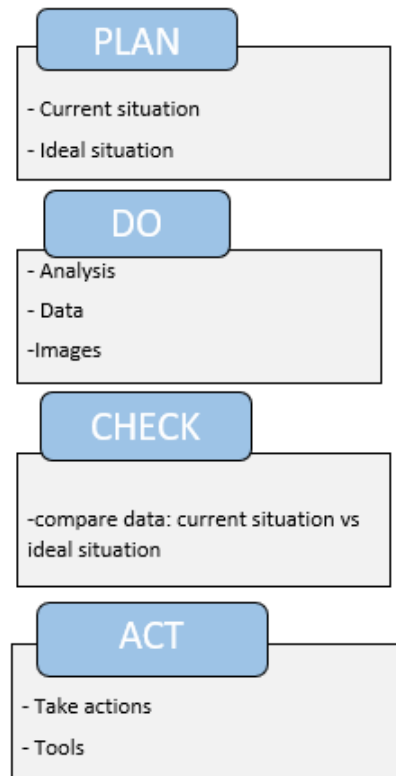 PLAN
- Current situation
- Ideal situation
DO
- Analysis
- Data
-Images
CHECK
-compare data: current situation vs
ideal situation
ACT
- Take actions
- Tools